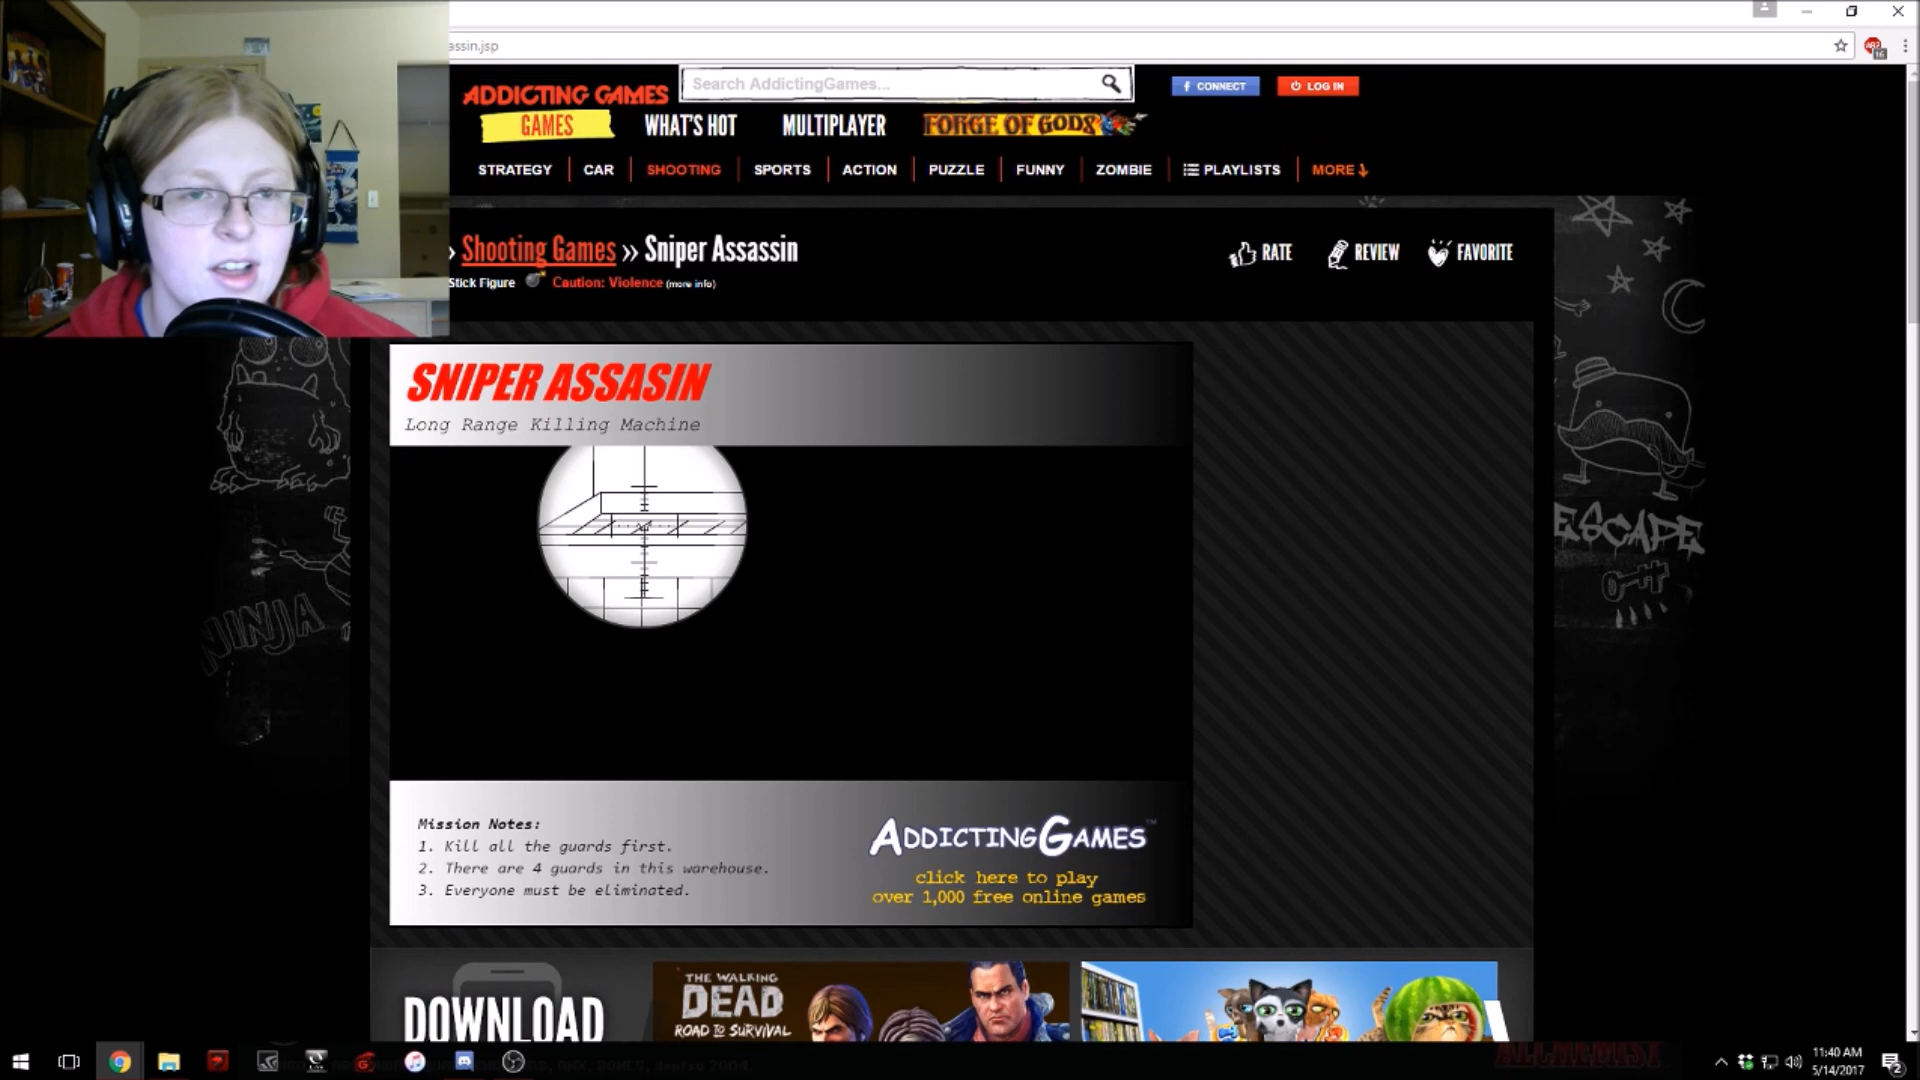 assin.jsp
16
ADDICTING GAMES
Search AddictingGames...
CONNECT
LOG IN
GAMES
WHAT'S HOT
MULTIPLAYER
FORGE OF GODS
STRATEGY
CAR
SHOOTING
SPORTS
ACTION
PUZZLE
FUNNY
ZOMBIE
PLAYLISTS
MORE
» Shooting Games » Sniper Assassin
RATE
REVIEW
FAVORITE
Stick Figure
Caution: Violence (more info)
SNIPER ASSASIN
Long Range Killing Machine
ESCAPE
NINJA
Mission Notes:
1. Kill all the guards first.
2. There are 4 guards in this warehouse.
3. Everyone must be eliminated.
ADDICTINGGAMES™
click here to play
over 1,000 free online games
DOWNLOAD
THE WALKING
DEAD
ROAD TO SURVIVAL
11:40 AM
5/14/2017
2